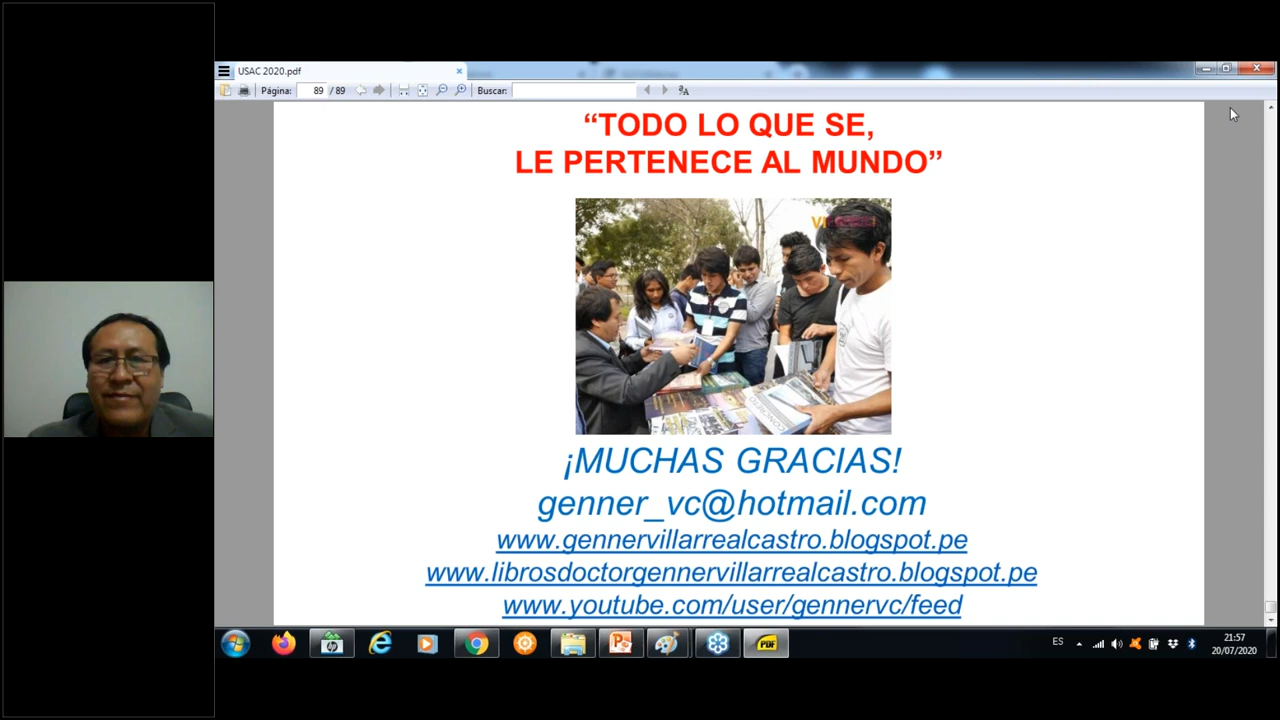 USAC 2020.pdf
Página: 89 / 89 Buscar:
“TODO LO QUE SE,
LE PERTENECE AL MUNDO”
¡MUCHAS GRACIAS!
genner_vc@hotmail.com
www.gennervillarrealcastro.blogspot.pe
www.librosdoctorgennervillarrealcastro.blogspot.pe
www.youtube.com/user/gennervc/feed
PDF
ES
21:57
20/07/2020